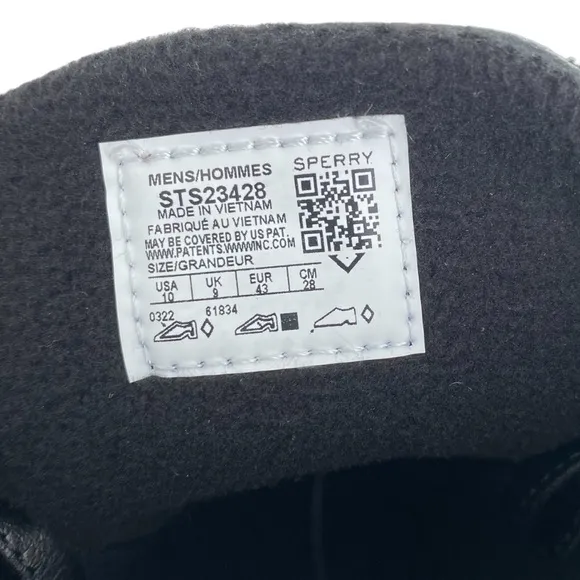 MENS/HOMMES
SPERRY
STS23428
MADE IN VIETNAM
FABRIQUÉ AU VIETNAM
MAY BE COVERED BY US PAT.
WWW.PATENTS.WWWINC.COM
SIZE/GRANDEUR
USA UK EUR CM
10 9 43 28
0322 61834